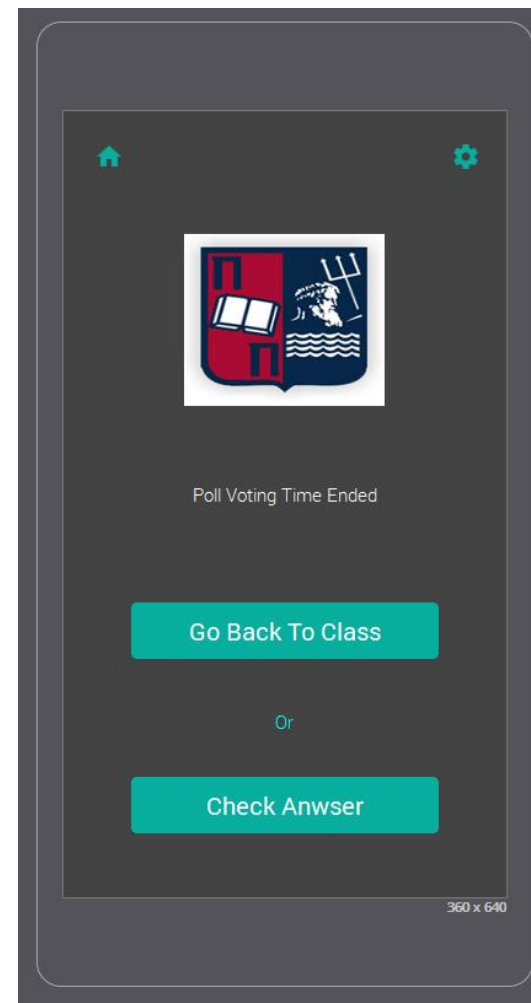 Π
Π
Poll Voting Time Ended
Go Back To Class
Or
Check Anwser
360 x 640